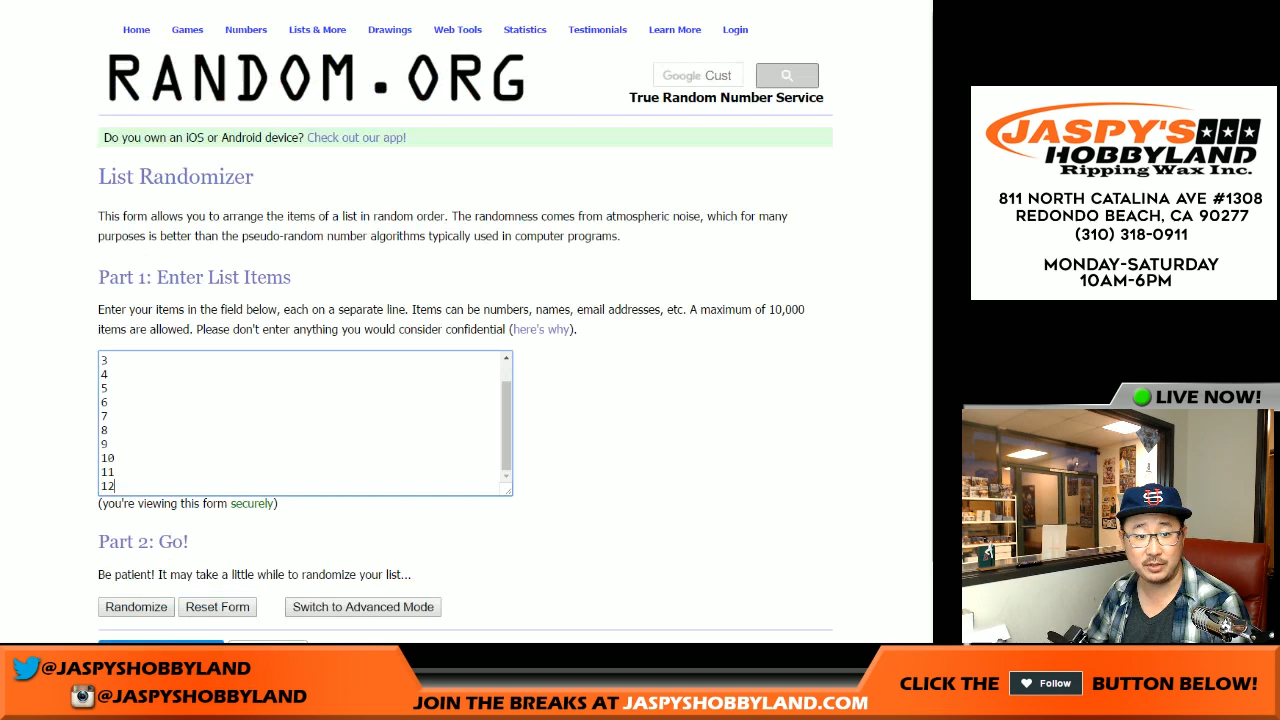 Home Games Numbers Lists & More Drawings Web Tools Statistics Testimonials Learn More Login
RANDOM.ORG
Google Cust
True Random Number Service
Do you own an iOS or Android device? Check out our app!
List Randomizer
This form allows you to arrange the items of a list in random order. The randomness comes from atmospheric noise, which for many
purposes is better than the pseudo-random number algorithms typically used in computer programs.
Part 1: Enter List Items
Enter your items in the field below, each on a separate line. Items can be numbers, names, email addresses, etc. A maximum of 10,000
items are allowed. Please don't enter anything you would consider confidential (here's why).
3
4
5
6
7
8
9
10
11
12
(you're viewing this form securely)
Part 2: Go!
Be patient! It may take a little while to randomize your list...
Randomize Reset Form Switch to Advanced Mode
JASPY'S
HOBBYLAND
Ripping Wax Inc.
811 NORTH CATALINA AVE #1308
REDONDO BEACH, CA 90277
(310) 318-0911
MONDAY-SATURDAY
10AM-6PM
LIVE NOW!
@JASPYSHOBBYLAND
@JASPYSHOBBYLAND
JOIN THE BREAKS AT JASPYSHOBBYLAND.COM
CLICK THE Follow BUTTON BELOW!